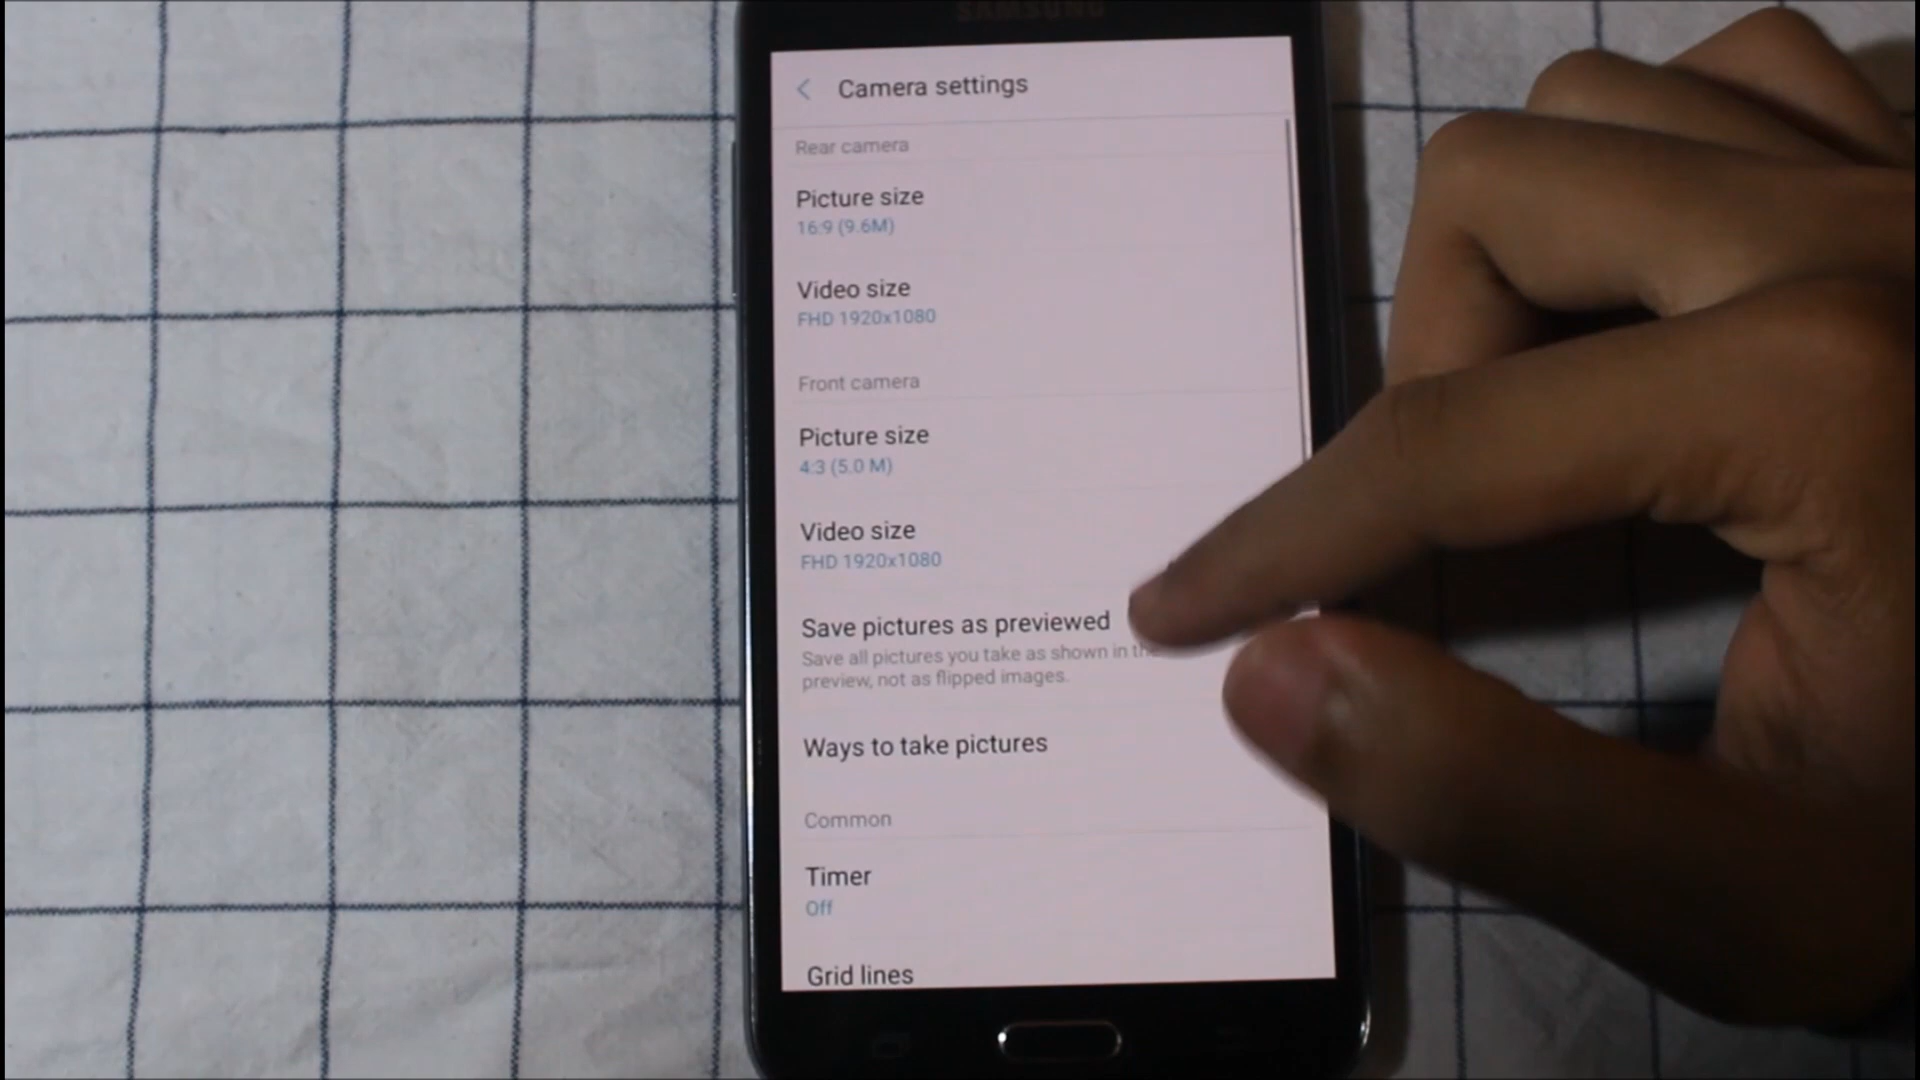 SAMSUNG
Camera settings
Rear camera
Picture size
16:9 (9.6M)
Video size
FHD 1920x1080
Front camera
Picture size
4:3 (5.0 M)
Video size
FHD 1920x1080
Save pictures as previewed
Save all pictures you take as shown in the
preview, not as flipped images.
Ways to take pictures
Common
Timer
Off
Grid lines